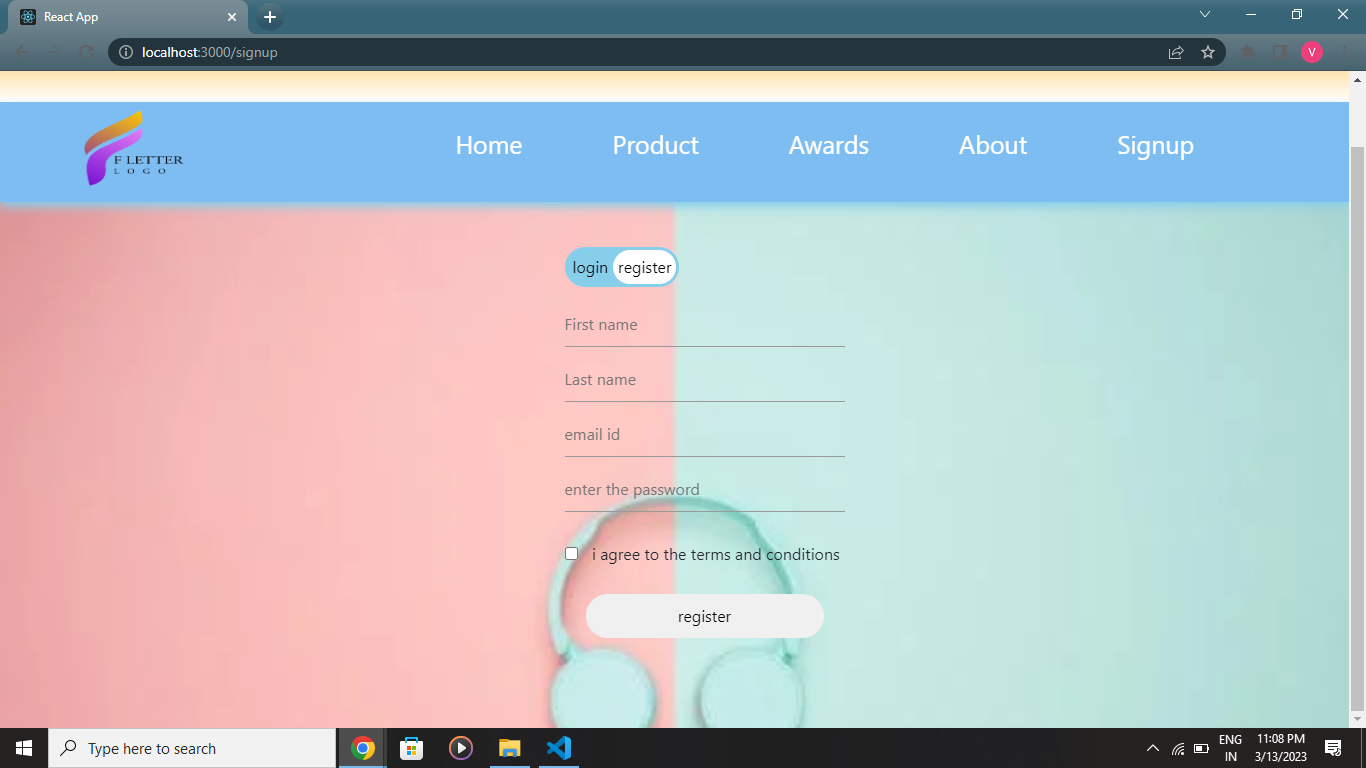 React App
localhost:3000/signup
V
F LETTER
LOGO
Home Product Awards About Signup
login register
First name
Last name
email id
enter the password
i agree to the terms and conditions
register
Type here to search
ENG
IN
11:08 PM
3/13/2023